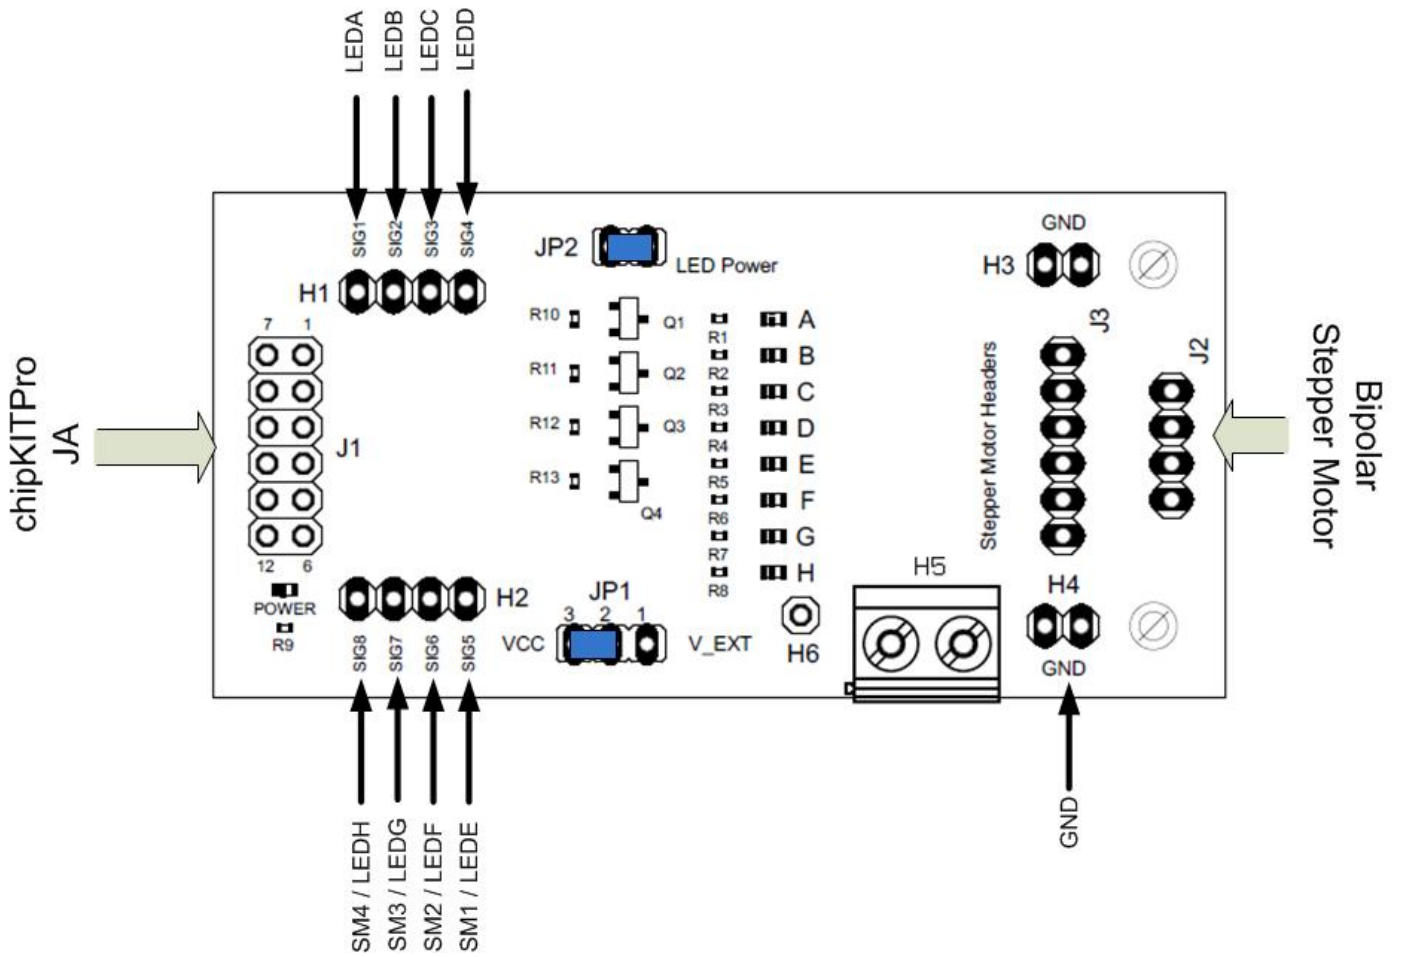 LEDA
LEDB
LEDC
LEDD
SIG1
SIG2
SIG3
SIG4
H1
JP2
LED Power
GND
H3
7
1
J1
12
6
POWER
R9
chipKITPro
JA
R10
R11
R12
R13
Q1
Q2
Q3
Q4
R1
R2
R3
R4
R5
R6
R7
R8
A
B
C
D
E
F
G
H
Stepper Motor Headers
J3
J2
Bipolar
Stepper Motor
H2
SIG8
SIG7
SIG6
SIG5
JP1
3
2
1
VCC
V_EXT
H6
H5
H4
GND
GND
SM4 / LEDH
SM3 / LEDG
SM2 / LEDF
SM1 / LEDE